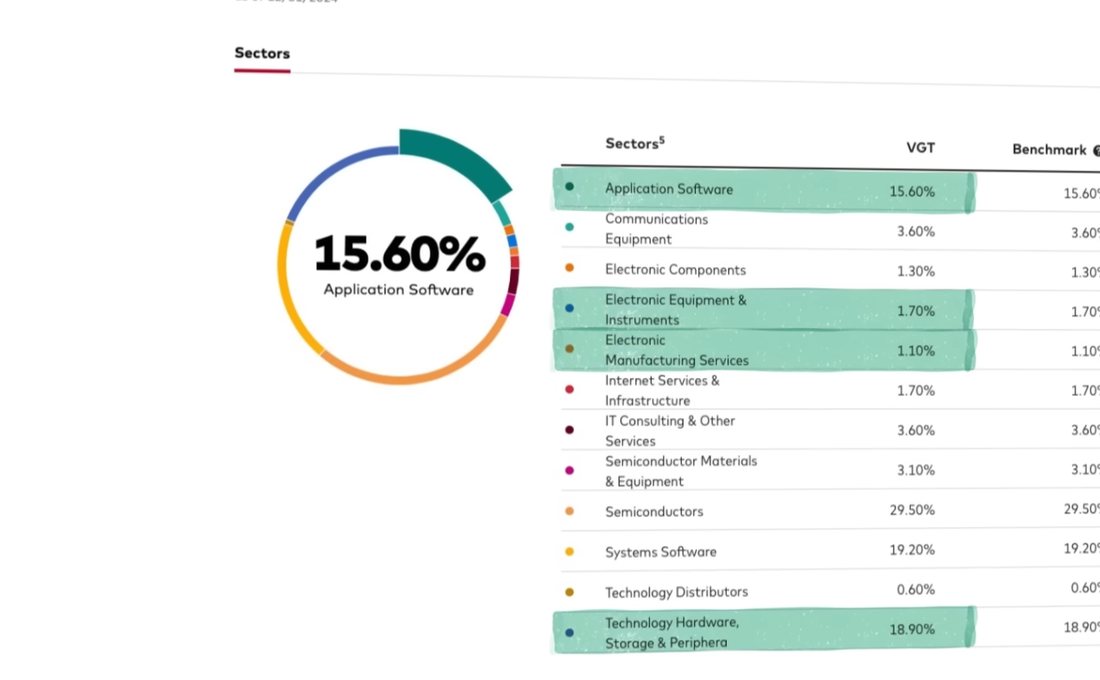 Sectors
15.60%
Application Software
Sectors5 VGT Benchmark
Application Software 15.60% 15.60
Communications
Equipment 3.60% 3.60
Electronic Components 1.30% 1.30
Electronic Equipment &
Instruments 1.70% 1.70
Electronic
Manufacturing Services 1.10% 1.10
Internet Services &
Infrastructure 1.70% 1.70
IT Consulting & Other
Services 3.60% 3.60
Semiconductor Materials
& Equipment 3.10% 3.10
Semiconductors 29.50% 29.50
Systems Software 19.20% 19.20
Technology Distributors 0.60% 0.60
Technology Hardware,
Storage & Periphera 18.90% 18.90